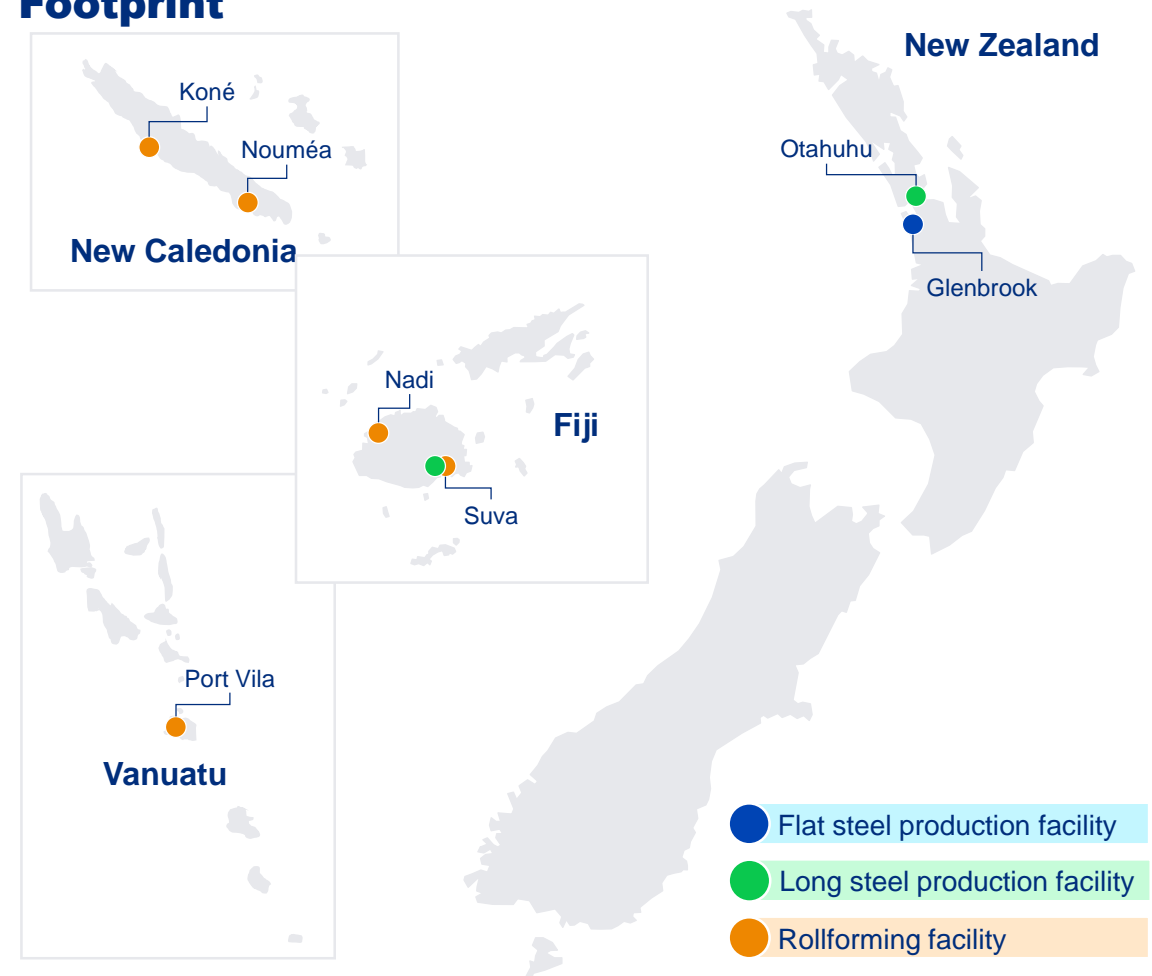 Footprint
New Zealand
Koné
Nouméa
New Caledonia
Otahuhu
Glenbrook
Nadi
Fiji
Suva
Port Vila
Vanuatu
Flat steel production facility
Long steel production facility
Rollforming facility